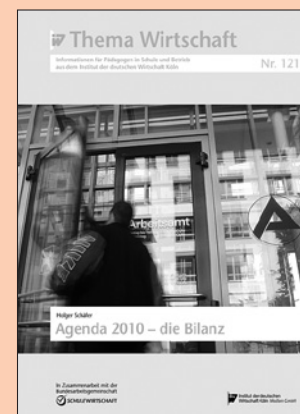 iw Thema Wirtschaft
Informationen für Pädagogen in Schule und Betrieb
aus dem Institut der deutschen Wirtschaft Köln
Nr. 121
Arbeitsamt
Holger Schäfer
Agenda 2010 – die Bilanz
In Zusammenarbeit mit der
Bundesarbeitsgemeinschaft
SCHULEWIRTSCHAFT
Institut der deutschen
Wirtschaft Köln Medien GmbH